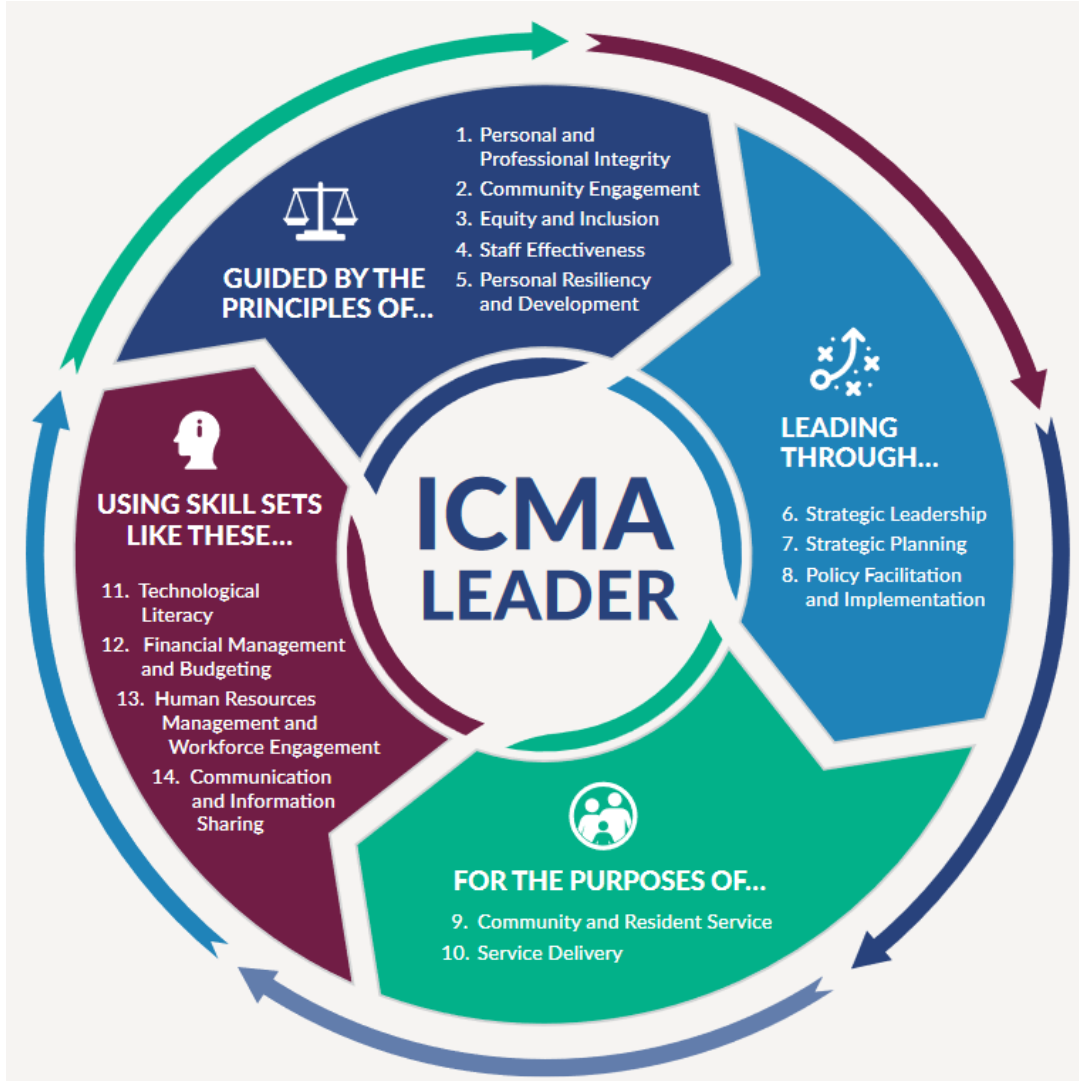 GUIDED BY THE
PRINCIPLES OF...
1. Personal and
Professional Integrity
2. Community Engagement
3. Equity and Inclusion
4. Staff Effectiveness
5. Personal Resiliency
and Development
LEADING
THROUGH...
6. Strategic Leadership
7. Strategic Planning
8. Policy Facilitation
and Implementation
FOR THE PURPOSES OF...
9. Community and Resident Service
10. Service Delivery
USING SKILL SETS
LIKE THESE...
11. Technological
Literacy
12. Financial Management
and Budgeting
13. Human Resources
Management and
Workforce Engagement
14. Communication
and Information
Sharing
ICMA
LEADER